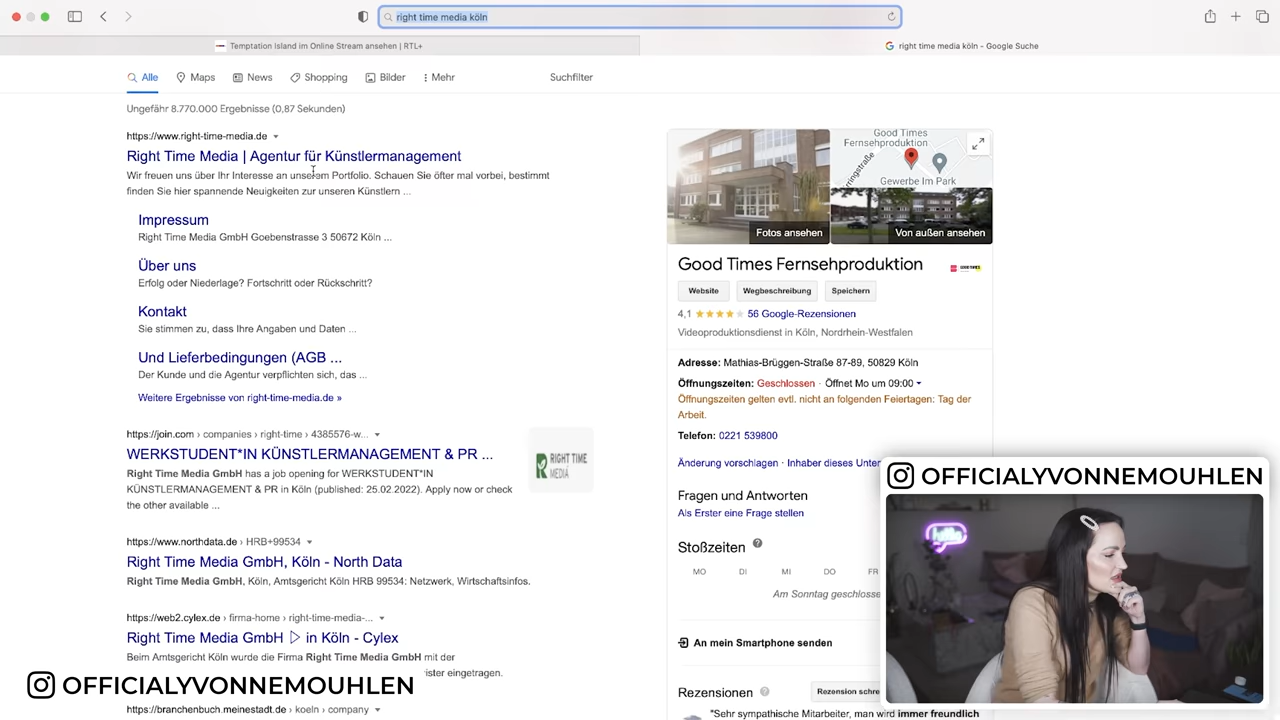 right time media köln
Temptation Island im Online Stream ansehen | RTL+
right time media köln - Google Suche
Alle
Maps
News
Shopping
Bilder
Mehr
Suchfilter
Ungefähr 8.770.000 Ergebnisse (0,87 Sekunden)
https://www.right-time-media.de
Right Time Media | Agentur für Künstlermanagement
Wir freuen uns über Ihr Interesse an unserem Portfolio. Schauen Sie öfter mal vorbei, bestimmt
finden Sie hier spannende Neuigkeiten zur unseren Künstlern ...
Impressum
Right Time Media GmbH Goebenstrasse 3 50672 Köln ...
Über uns
Erfolg oder Niederlage? Fortschritt oder Rückschritt?
Kontakt
Sie stimmen zu, dass Ihre Angaben und Daten ...
Und Lieferbedingungen (AGB ...
Der Kunde und die Agentur verpflichten sich, das ...
Weitere Ergebnisse von right-time-media.de »
https://join.com › companies › right-time › 4385576-w...
WERKSTUDENT*IN KÜNSTLERMANAGEMENT & PR ...
Right Time Media GmbH has a job opening for WERKSTUDENT*IN
KÜNSTLERMANAGEMENT & PR in Köln (published: 25.02.2022). Apply now or check
the other available ...
RIGHT TIME
MEDIA
https://www.northdata.de › HRB+99534
Right Time Media GmbH, Köln - North Data
Right Time Media GmbH, Köln, Amtsgericht Köln HRB 99534: Netzwerk, Wirtschaftsinfos.
https://web2.cylex.de › firma-home › right-time-media-...
Right Time Media GmbH ▷ in Köln - Cylex
Beim Amtsgericht Köln wurde die Firma Right Time Media GmbH mit der
ister eingetragen.
https://branchenbuch.meinestadt.de › koeln › company
Good Times
Fernsehproduktion
Gewerbe Im Park
Fotos ansehen
Von außen ansehen
Good Times Fernsehproduktion
GOOD TIMES
Website
Wegbeschreibung
Speichern
4,1 ★★★★★ 56 Google-Rezensionen
Videoproduktionsdienst in Köln, Nordrhein-Westfalen
Adresse: Mathias-Brüggen-Straße 87-89, 50829 Köln
Öffnungszeiten: Geschlossen · Öffnet Mo um 09:00
Öffnungszeiten gelten evtl. nicht an folgenden Feiertagen: Tag der
Arbeit.
Telefon: 0221 539800
Änderung vorschlagen · Inhaber dieses Unter
Fragen und Antworten
Als Erster eine Frage stellen
Stoßzeiten
MO DI MI DO FR
Am Sonntag geschlosse
An mein Smartphone senden
Rezensionen
Rezension schre
"Sehr sympathische Mitarbeiter, man wird immer freundlich
OFFICIALYVONNEMOUHLEN
hello
OFFICIALYVONNEMOUHLEN